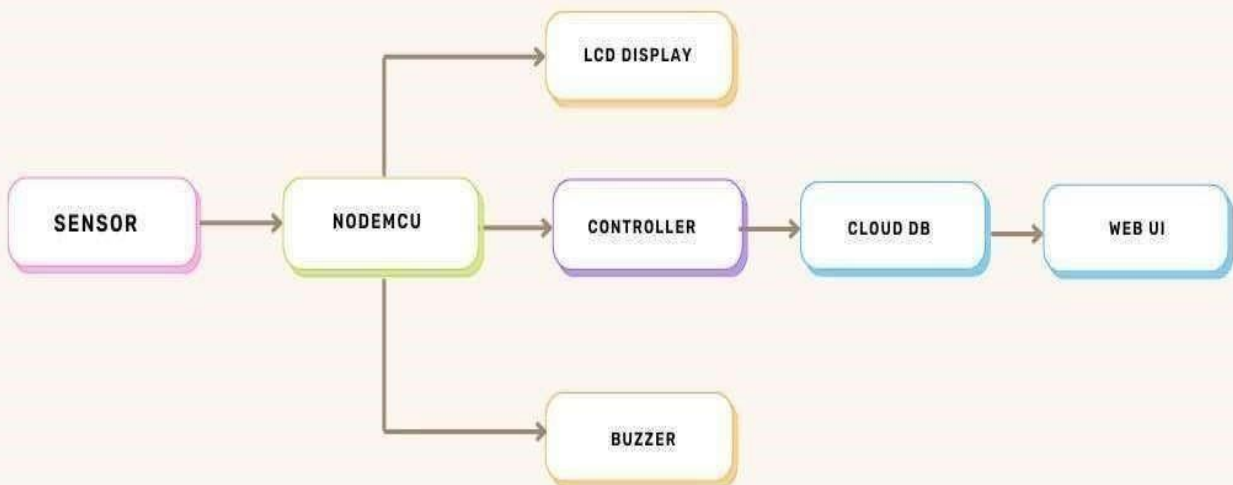 LCD DISPLAY
SENSOR
NODEMCU
CONTROLLER
CLOUD DB
WEB UI
BUZZER